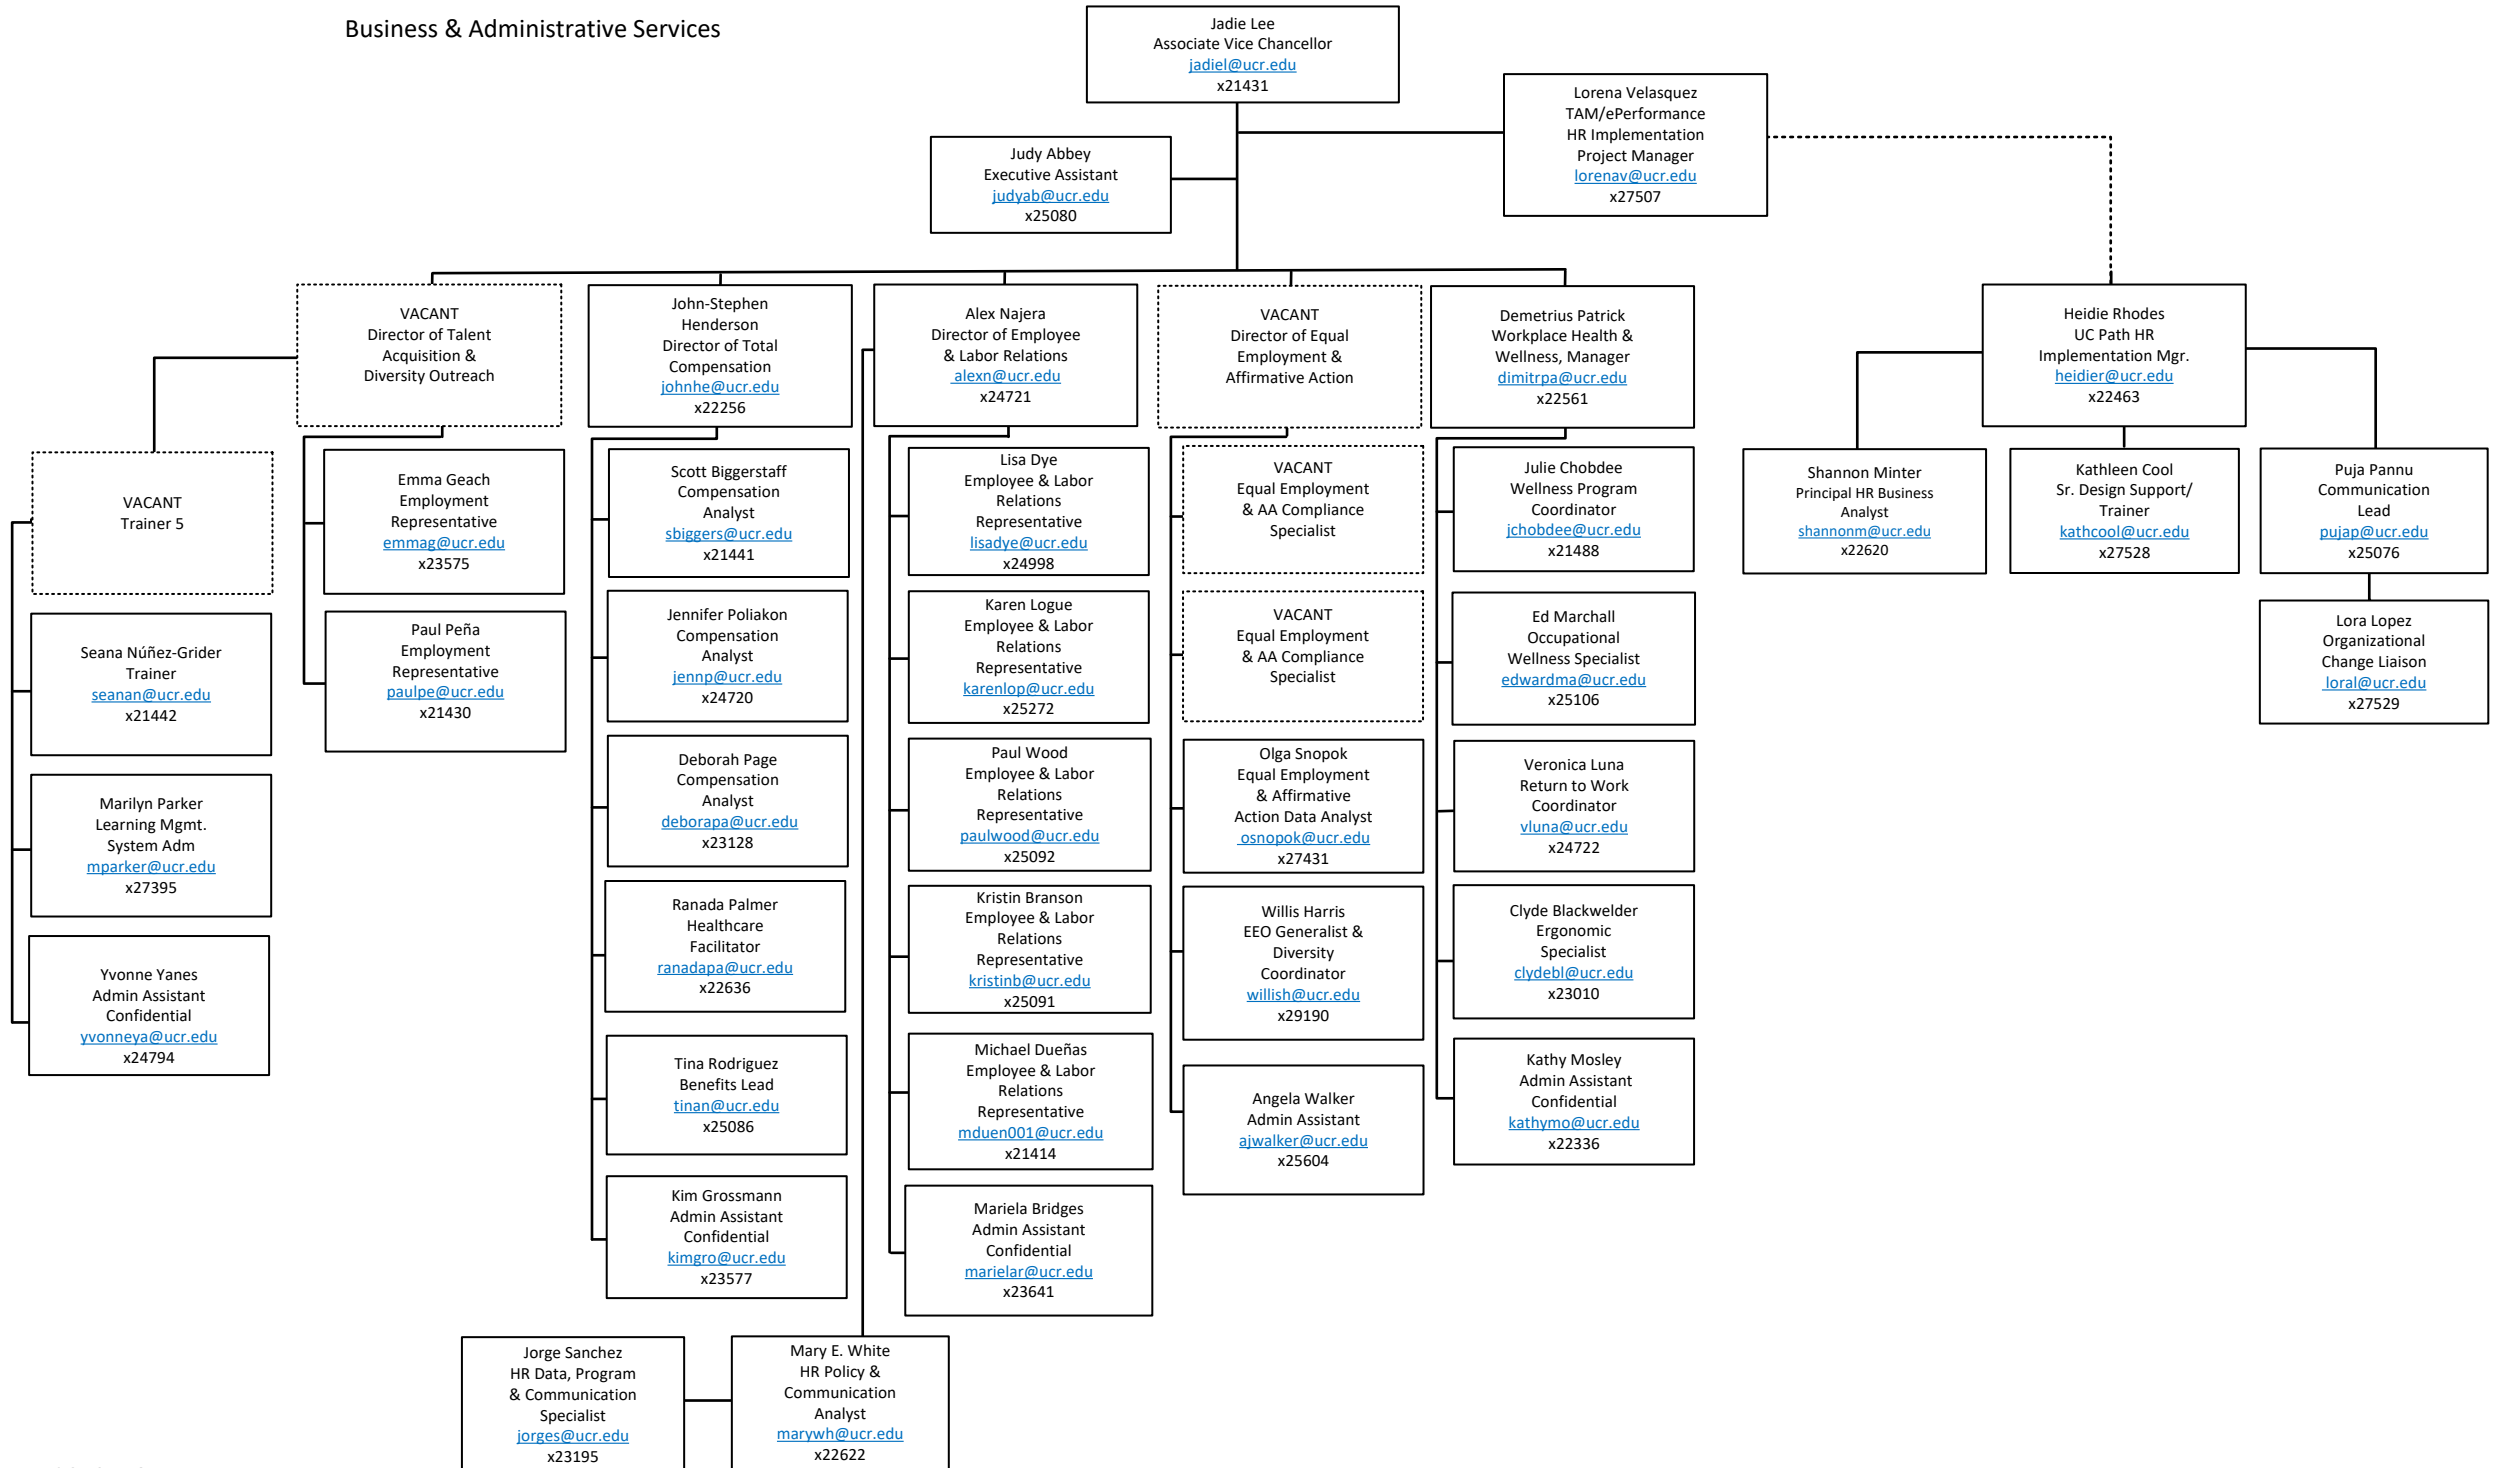 Business & Administrative Services
Jadie Lee
Associate Vice Chancellor
jadiel@ucr.edu
x21431
Lorena Velasquez
TAM/ePerformance
HR Implementation
Project Manager
lorenav@ucr.edu
x27507
Judy Abbey
Executive Assistant
judyab@ucr.edu
x25080
VACANT
Director of Talent
Acquisition &
Diversity Outreach
John-Stephen
Henderson
Director of Total
Compensation
johnhe@ucr.edu
x22256
Alex Najera
Director of Employee
& Labor Relations
alexn@ucr.edu
x24721
VACANT
Director of Equal
Employment &
Affirmative Action
Demetrius Patrick
Workplace Health &
Wellness, Manager
dimitrpa@ucr.edu
x22561
Heidie Rhodes
UC Path HR
Implementation Mgr.
heidier@ucr.edu
x22463
VACANT
Trainer 5
Seana Núñez-Grider
Trainer
seanan@ucr.edu
x21442
Marilyn Parker
Learning Mgmt.
System Adm
mparker@ucr.edu
x27395
Yvonne Yanes
Admin Assistant
Confidential
yvonneya@ucr.edu
x24794
Emma Geach
Employment
Representative
emmag@ucr.edu
x23575
Paul Peña
Employment
Representative
paulpe@ucr.edu
x21430
Scott Biggerstaff
Compensation
Analyst
sbiggers@ucr.edu
x21441
Jennifer Poliakon
Compensation
Analyst
jennp@ucr.edu
x24720
Deborah Page
Compensation
Analyst
deborapa@ucr.edu
x23128
Ranada Palmer
Healthcare
Facilitator
ranadapa@ucr.edu
x22636
Tina Rodriguez
Benefits Lead
tinan@ucr.edu
x25086
Kim Grossmann
Admin Assistant
Confidential
kimgro@ucr.edu
x23577
Lisa Dye
Employee & Labor
Relations
Representative
lisadye@ucr.edu
x24998
Karen Logue
Employee & Labor
Relations
Representative
karenlop@ucr.edu
x25272
Paul Wood
Employee & Labor
Relations
Representative
paulwood@ucr.edu
x25092
Kristin Branson
Employee & Labor
Relations
Representative
kristinb@ucr.edu
x25091
Michael Dueñas
Employee & Labor
Relations
Representative
mduen001@ucr.edu
x21414
Mariela Bridges
Admin Assistant
Confidential
marielar@ucr.edu
x23641
VACANT
Equal Employment
& AA Compliance
Specialist
VACANT
Equal Employment
& AA Compliance
Specialist
Olga Snopok
Equal Employment
& Affirmative
Action Data Analyst
osnopok@ucr.edu
x27431
Willis Harris
EEO Generalist &
Diversity
Coordinator
willish@ucr.edu
x29190
Angela Walker
Admin Assistant
ajwalker@ucr.edu
x25604
Julie Chobdee
Wellness Program
Coordinator
jchobdee@ucr.edu
x21488
Ed Marchall
Occupational
Wellness Specialist
edwardma@ucr.edu
x25106
Veronica Luna
Return to Work
Coordinator
vluna@ucr.edu
x24722
Clyde Blackwelder
Ergonomic
Specialist
clydebl@ucr.edu
x23010
Kathy Mosley
Admin Assistant
Confidential
kathymo@ucr.edu
x22336
Shannon Minter
Principal HR Business
Analyst
shannonm@ucr.edu
x22620
Kathleen Cool
Sr. Design Support/
Trainer
kathcool@ucr.edu
x27528
Puja Pannu
Communication
Lead
pujap@ucr.edu
x25076
Lora Lopez
Organizational
Change Liaison
loral@ucr.edu
x27529
Jorge Sanchez
HR Data, Program
& Communication
Specialist
jorges@ucr.edu
x23195
Mary E. White
HR Policy &
Communication
Analyst
marywh@ucr.edu
x22622